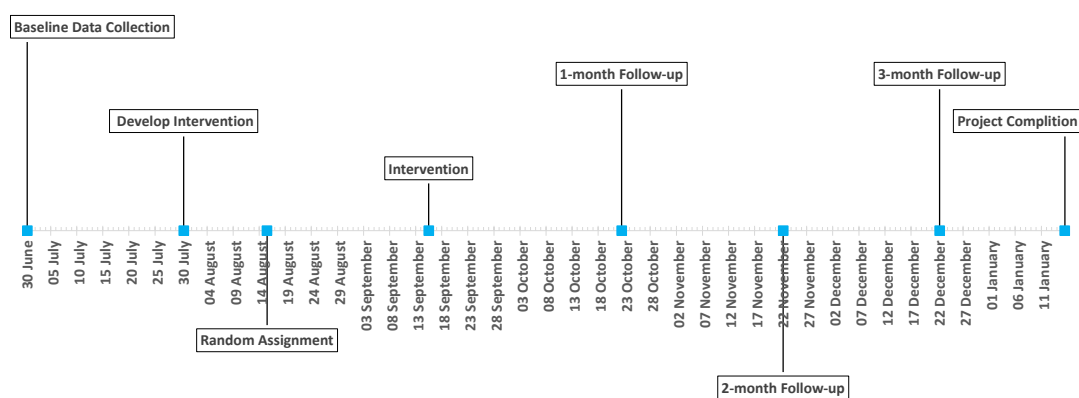 Baseline Data Collection
1-month Follow-up
3-month Follow-up
Develop Intervention
Project Complition
Intervention
30 June
05 July
10 July
15 July
20 July
25 July
30 July
04 August
09 August
14 August
19 August
24 August
29 August
03 September
08 September
13 September
18 September
23 September
28 September
03 October
08 October
13 October
18 October
23 October
28 October
02 November
07 November
12 November
17 November
22 November
27 November
02 December
07 December
12 December
17 December
22 December
27 December
01 January
06 January
11 January
Random Assignment
2-month Follow-up